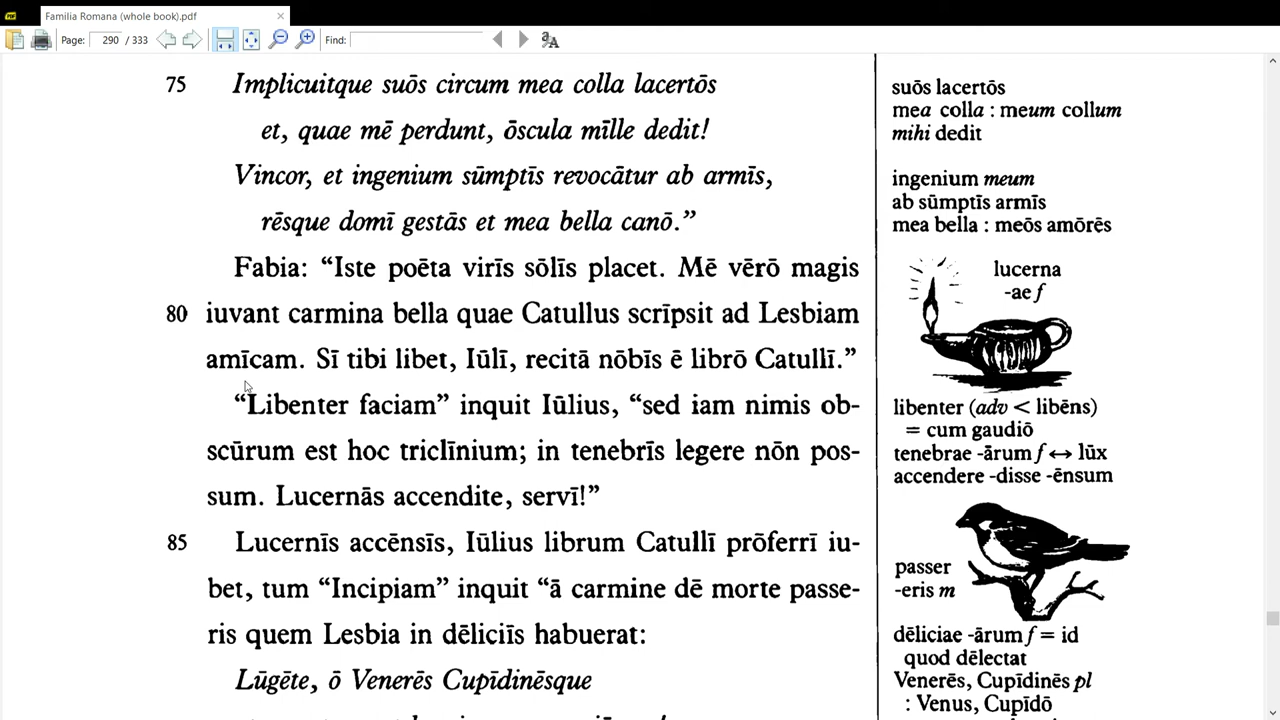 Familia Romana (whole book).pdf
Page: 290 / 333 Find:
75 Implicuitque suōs circum mea colla lacertōs
et, quae mē perdunt, ōscula mīlle dedit!
Vincor, et ingenium sūmptīs revocātur ab armīs,
rēsque domī gestās et mea bella canō.”
Fabia: “Iste poēta virīs sōlīs placet. Mē vērō magis
80 iuvant carmina bella quae Catullus scrīpsit ad Lesbiam
amīcam. Sī tibi libet, Iūlī, recitā nōbīs ē librō Catullī.”
“Libenter faciam” inquit Iūlius, “sed iam nimis ob-
scūrum est hoc triclīnium; in tenebrīs legere nōn pos-
sum. Lucernās accendite, servī!”
85 Lucernīs accēnsīs, Iūlius librum Catullī prōferrī iu-
bet, tum “Incipiam” inquit “ā carmine dē morte passe-
ris quem Lesbia in dēliciīs habuerat:
Lūgēte, ō Venerēs Cupīdinēsque
suōs lacertōs
mea colla : meum collum
mihi dedit
ingenium meum
ab sūmptīs armīs
mea bella : meōs amōrēs
lucerna
-ae f
libenter (adv < libēns)
= cum gaudiō
tenebrae -ārum f ↔ lūx
accendere -disse -ēnsum
passer
-eris m
dēliciae -ārum f = id
quod dēlectat
Venerēs, Cupīdinēs pl
: Venus, Cupīdō